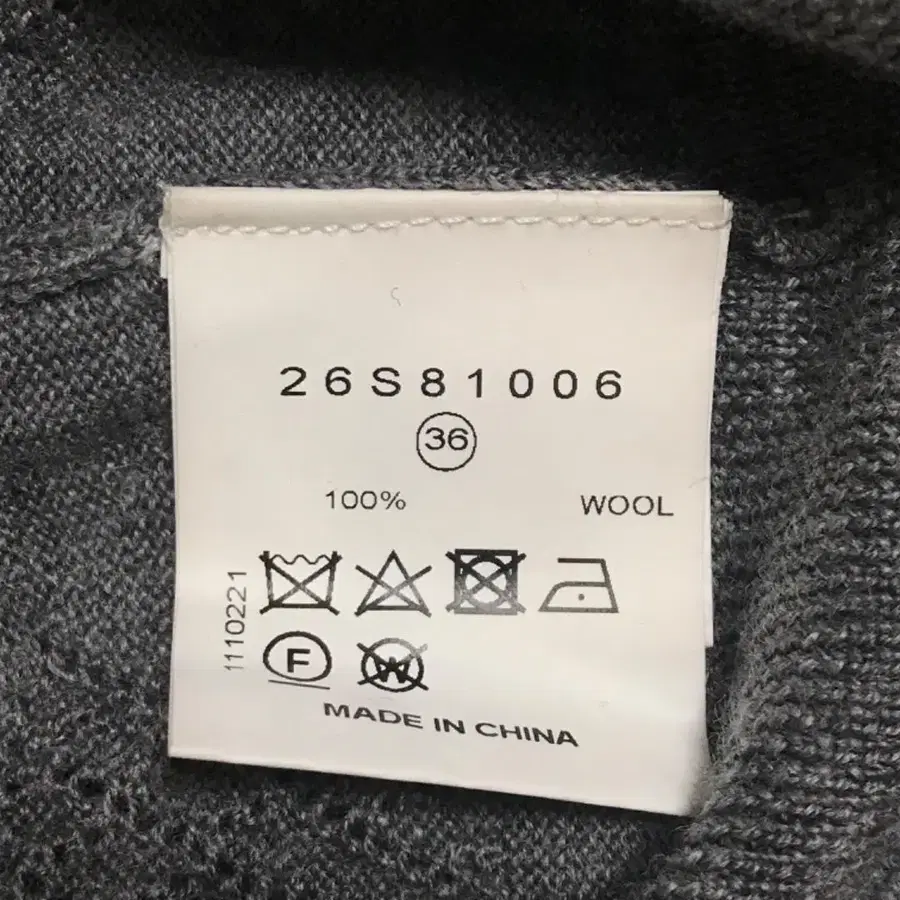 26S81006
36
100% WOOL
1110221
F
W
MADE IN CHINA